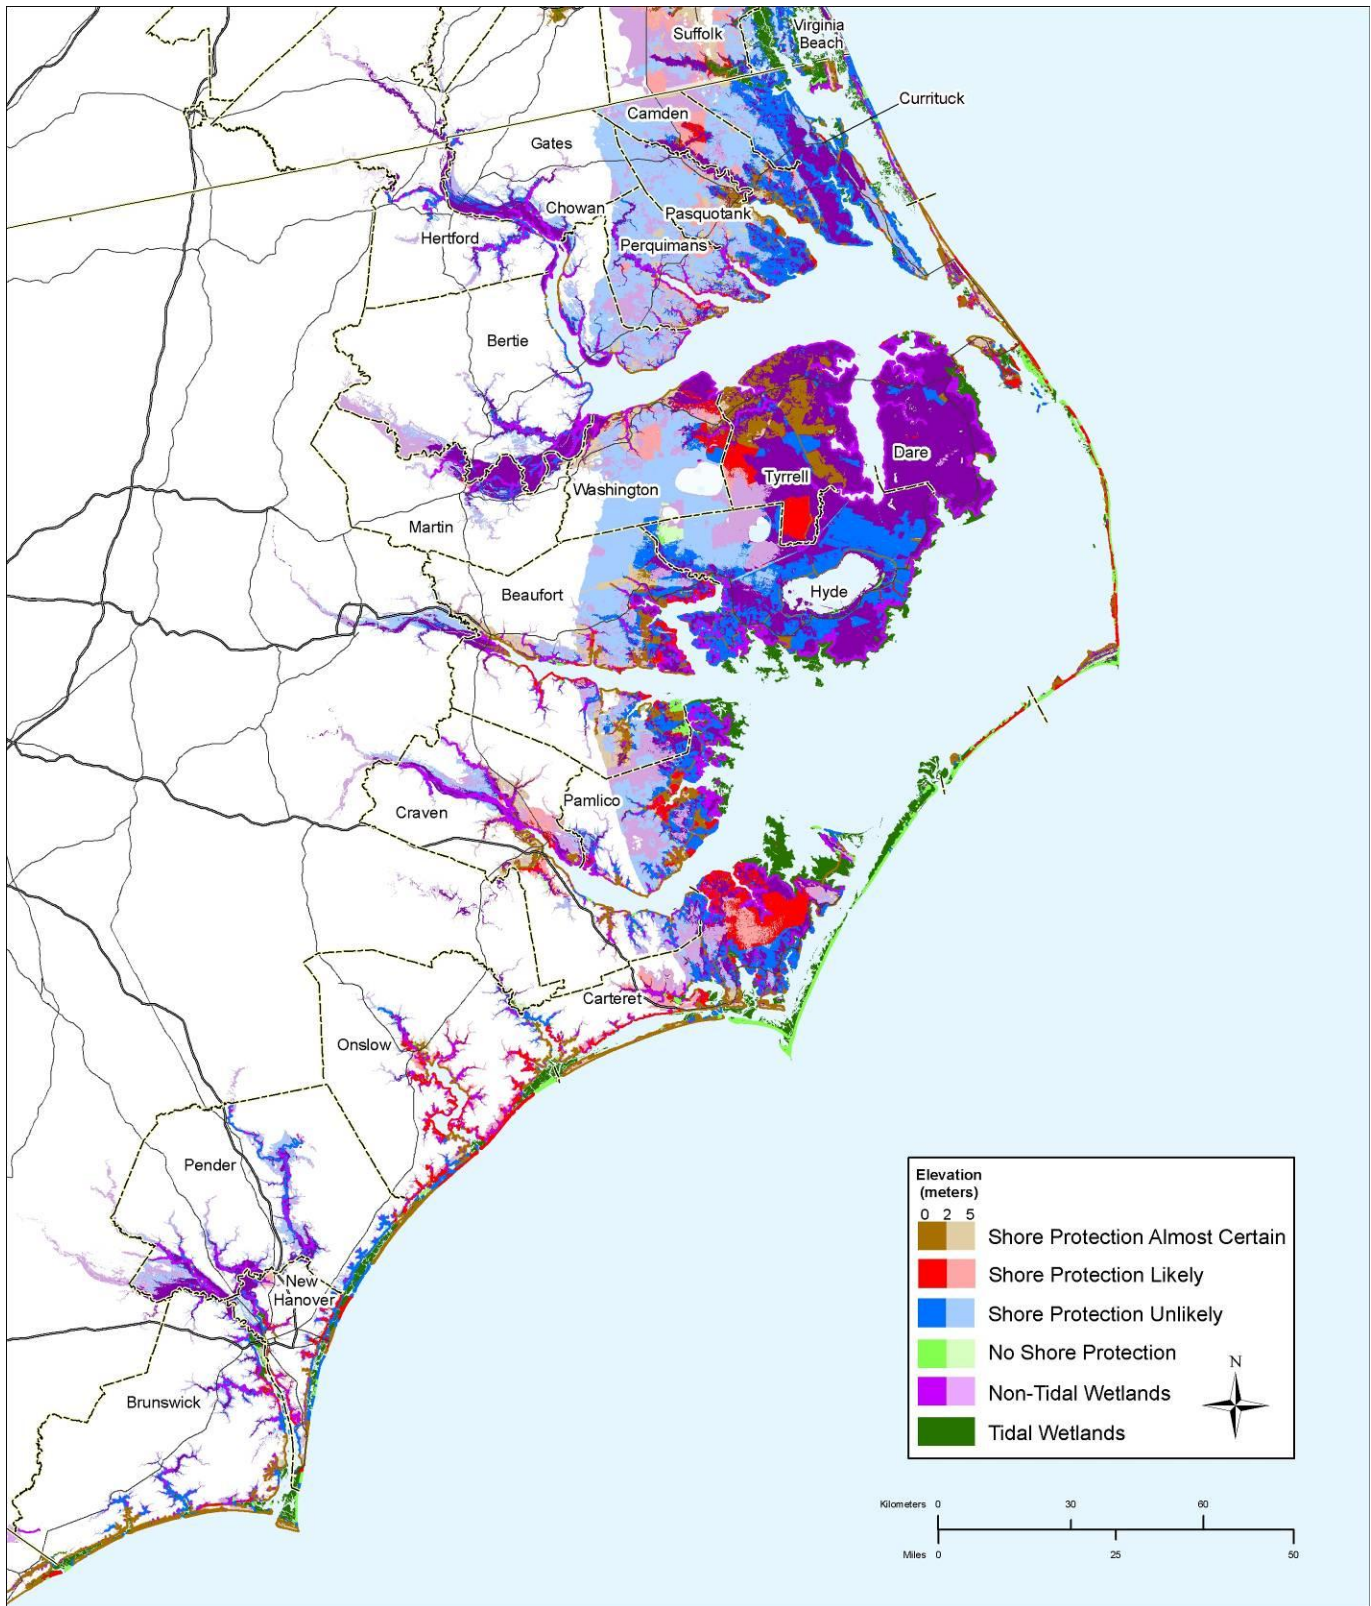 Virginia
Beach
Suffolk
Currituck
Camden
Gates
Chowan
Pasquotank
Hertford
Perquimans
Bertie
Dare
Tyrrell
Washington
Martin
Hyde
Beaufort
Pamlico
Craven
Carteret
Onslow
Pender
New
Hanover
Brunswick
Elevation
(meters)
0 2 5
Shore Protection Almost Certain
Shore Protection Likely
Shore Protection Unlikely
No Shore Protection
Non-Tidal Wetlands
Tidal Wetlands
N
Kilometers 0 30 60
Miles 0 25 50